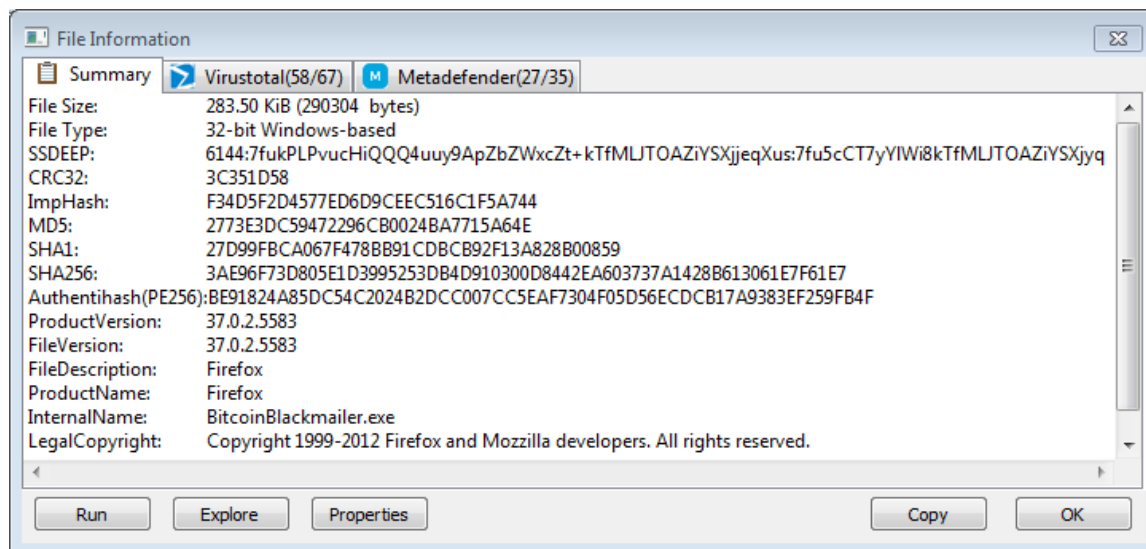 File Information
Summary Virustotal(58/67) Metadefender(27/35)
File Size: 283.50 KiB (290304 bytes)
File Type: 32-bit Windows-based
SSDEEP: 6144:7fukPLPvucHiQQQ4uuy9ApZbZWxcZt+kTfMLJTOAZiYSXjjeqXus:7fu5cCT7yYlWi8kTfMLJTOAZiYSXjyq
CRC32: 3C351D58
ImpHash: F34D5F2D4577ED6D9CEEC516C1F5A744
MD5: 2773E3DC59472296CB0024BA7715A64E
SHA1: 27D99FBCA067F478BB91CDBCB92F13A828B00859
SHA256: 3AE96F73D805E1D3995253DB4D910300D8442EA603737A1428B613061E7F61E7
Authentihash(PE256):BE91824A85DC54C2024B2DCC007CC5EAF7304F05D56ECDCB17A9383EF259FB4F
ProductVersion: 37.0.2.5583
FileVersion: 37.0.2.5583
FileDescription: Firefox
ProductName: Firefox
InternalName: BitcoinBlackmailer.exe
LegalCopyright: Copyright 1999-2012 Firefox and Mozzilla developers. All rights reserved.
Run Explore Properties Copy OK